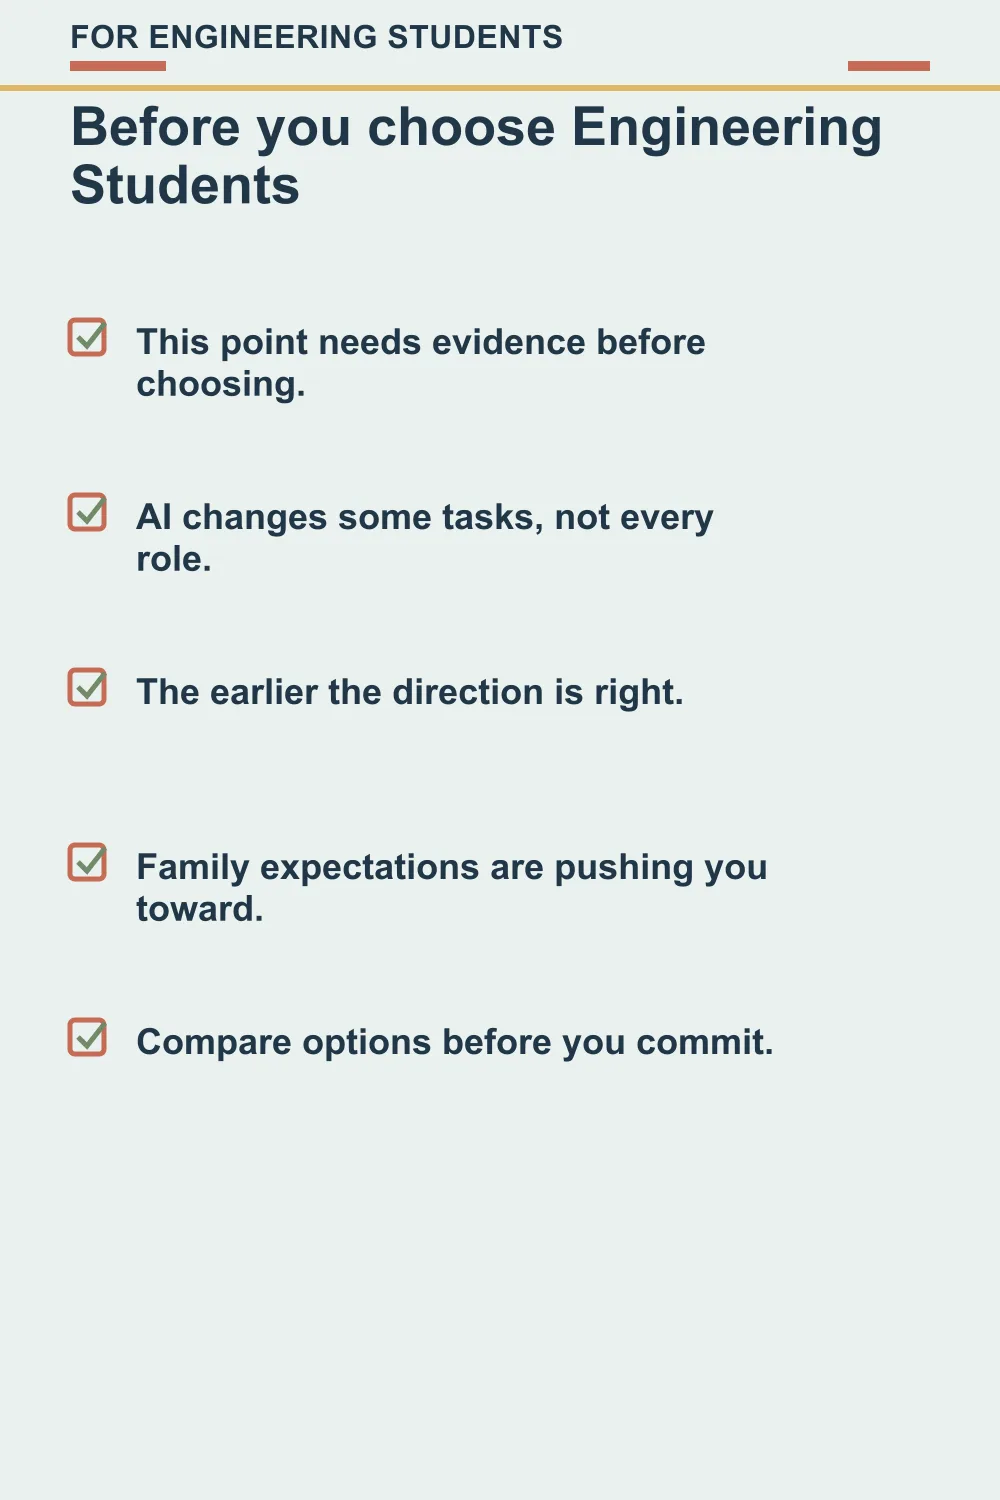 FOR ENGINEERING STUDENTS
Before you choose Engineering
Students
This point needs evidence before
choosing.
AI changes some tasks, not every
role.
The earlier the direction is right.
Family expectations are pushing you
toward.
Compare options before you commit.